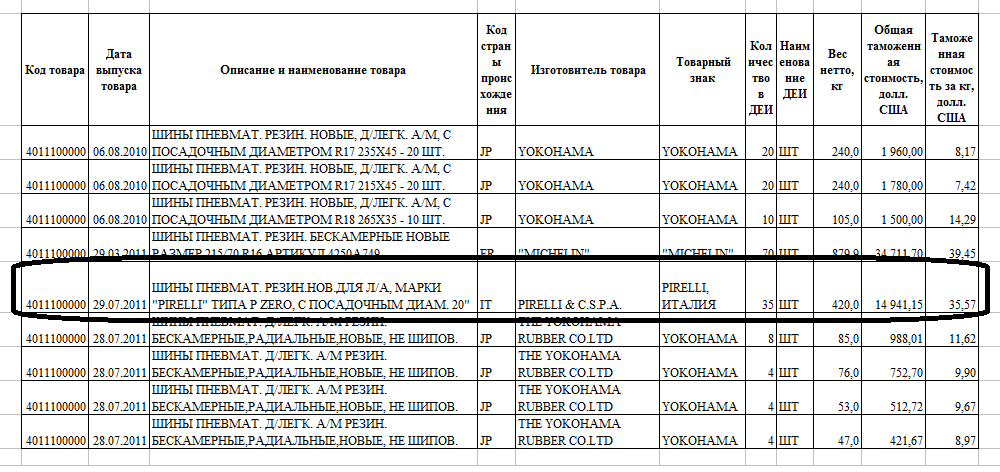 Код товара
Дата выпуска товара
Описание и наименование товара
Код страны происхождения
Изготовитель товара
Товарный знак
Количество в ДЕИ
Наименование ДЕИ
Вес нетто, кг
Общая таможенная стоимость, долл. США
Таможенная стоимость за кг, долл. США
ШИНЫ ПНЕВМАТ. РЕЗИН. НОВЫЕ, Д/ЛЕГК. А/М, С
4011100000 06.08.2010 ПОСАДОЧНЫМ ДИАМЕТРОМ R17 235X45 - 20 ШТ. JP YOKOHAMA YOKOHAMA 20 ШТ 240,0 1 960,00 8,17
ШИНЫ ПНЕВМАТ. РЕЗИН. НОВЫЕ, Д/ЛЕГК. А/М, С
4011100000 06.08.2010 ПОСАДОЧНЫМ ДИАМЕТРОМ R17 215X45 - 20 ШТ. JP YOKOHAMA YOKOHAMA 20 ШТ 240,0 1 780,00 7,42
ШИНЫ ПНЕВМАТ. РЕЗИН. НОВЫЕ, Д/ЛЕГК. А/М, С
4011100000 06.08.2010 ПОСАДОЧНЫМ ДИАМЕТРОМ R18 265X35 - 10 ШТ. JP YOKOHAMA YOKOHAMA 10 ШТ 105,0 1 500,00 14,29
ШИНЫ ПНЕВМАТ. РЕЗИН. БЕСКАМЕРНЫЕ НОВЫЕ
4011100000 29.03.2011 РАЗМЕР 215/70 R16 АРТИКУЛ 4250A749 FR "MICHELIN" "MICHELIN" 70 ШТ 879,9 34 711,70 39,45
ШИНЫ ПНЕВМАТ. РЕЗИН.НОВ.ДЛЯ Л/А, МАРКИ PIRELLI,
4011100000 29.07.2011 "PIRELLI" ТИПА P ZERO, С ПОСАДОЧНЫМ ДИАМ. 20" IT PIRELLI & C.S.P.A. ИТАЛИЯ 35 ШТ 420,0 14 941,15 35,57
ШИНЫ ПНЕВМАТ. Д/ЛЕГК. А/М РЕЗИН. THE YOKOHAMA
4011100000 28.07.2011 БЕСКАМЕРНЫЕ,РАДИАЛЬНЫЕ,НОВЫЕ, НЕ ШИПОВ. JP RUBBER CO.LTD YOKOHAMA 8 ШТ 85,0 988,01 11,62
ШИНЫ ПНЕВМАТ. Д/ЛЕГК. А/М РЕЗИН. THE YOKOHAMA
4011100000 28.07.2011 БЕСКАМЕРНЫЕ,РАДИАЛЬНЫЕ,НОВЫЕ, НЕ ШИПОВ. JP RUBBER CO.LTD YOKOHAMA 4 ШТ 76,0 752,70 9,90
ШИНЫ ПНЕВМАТ. Д/ЛЕГК. А/М РЕЗИН. THE YOKOHAMA
4011100000 28.07.2011 БЕСКАМЕРНЫЕ,РАДИАЛЬНЫЕ,НОВЫЕ, НЕ ШИПОВ. JP RUBBER CO.LTD YOKOHAMA 4 ШТ 53,0 512,72 9,67
ШИНЫ ПНЕВМАТ. Д/ЛЕГК. А/М РЕЗИН. THE YOKOHAMA
4011100000 28.07.2011 БЕСКАМЕРНЫЕ,РАДИАЛЬНЫЕ,НОВЫЕ, НЕ ШИПОВ. JP RUBBER CO.LTD YOKOHAMA 4 ШТ 47,0 421,67 8,97